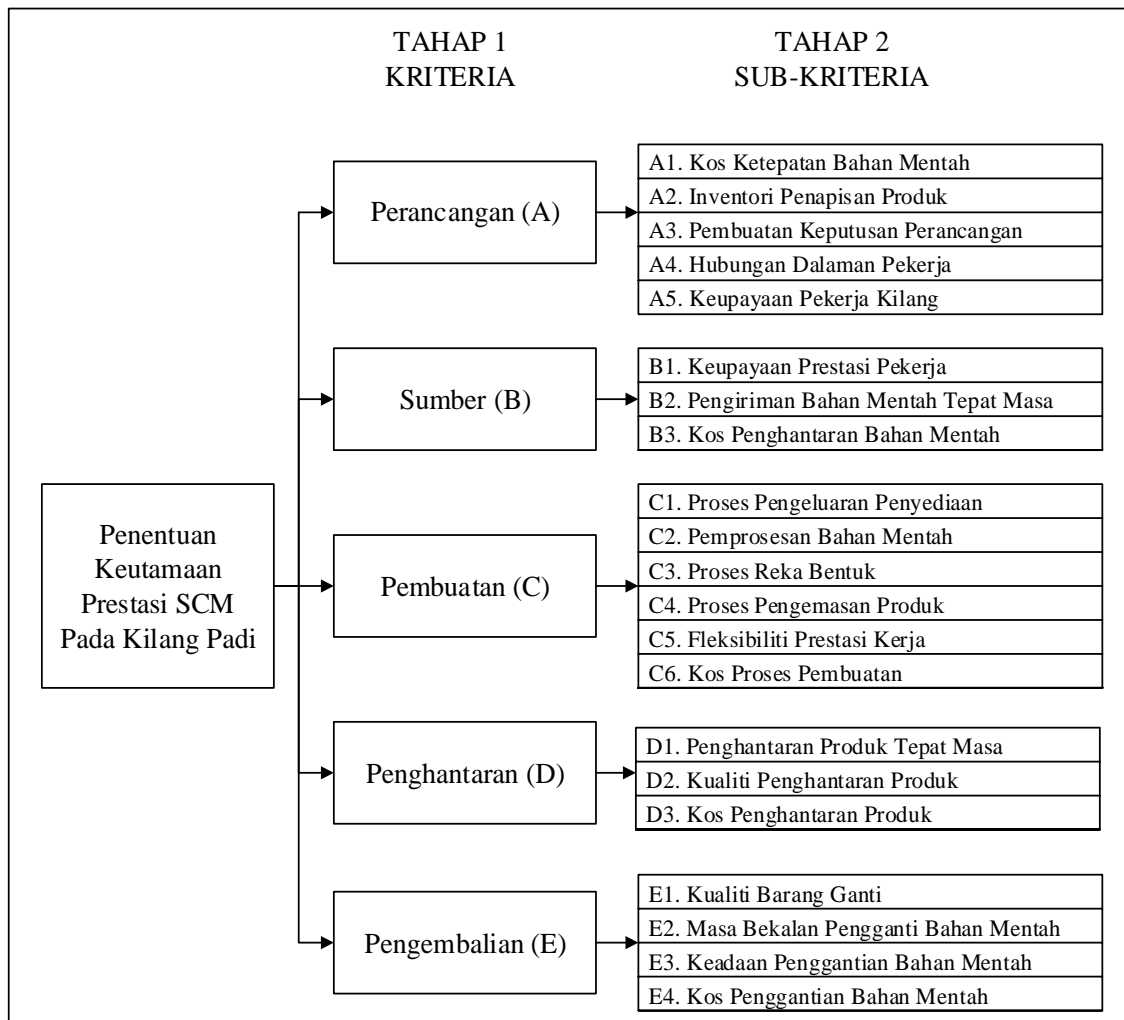 TAHAP 1
KRITERIA
TAHAP 2
SUB-KRITERIA
Penentuan
Keutamaan
Prestasi SCM
Pada Kilang Padi
Perancangan (A)
A1. Kos Ketepatan Bahan Mentah
A2. Inventori Penapisan Produk
A3. Pembuatan Keputusan Perancangan
A4. Hubungan Dalaman Pekerja
A5. Keupayaan Pekerja Kilang
Sumber (B)
B1. Keupayaan Prestasi Pekerja
B2. Pengiriman Bahan Mentah Tepat Masa
B3. Kos Penghantaran Bahan Mentah
Pembuatan (C)
C1. Proses Pengeluaran Penyediaan
C2. Pemprosesan Bahan Mentah
C3. Proses Reka Bentuk
C4. Proses Pengemasan Produk
C5. Fleksibiliti Prestasi Kerja
C6. Kos Proses Pembuatan
Penghantaran (D)
D1. Penghantaran Produk Tepat Masa
D2. Kualiti Penghantaran Produk
D3. Kos Penghantaran Produk
Pengembalian (E)
E1. Kualiti Barang Ganti
E2. Masa Bekalan Pengganti Bahan Mentah
E3. Keadaan Penggantian Bahan Mentah
E4. Kos Penggantian Bahan Mentah